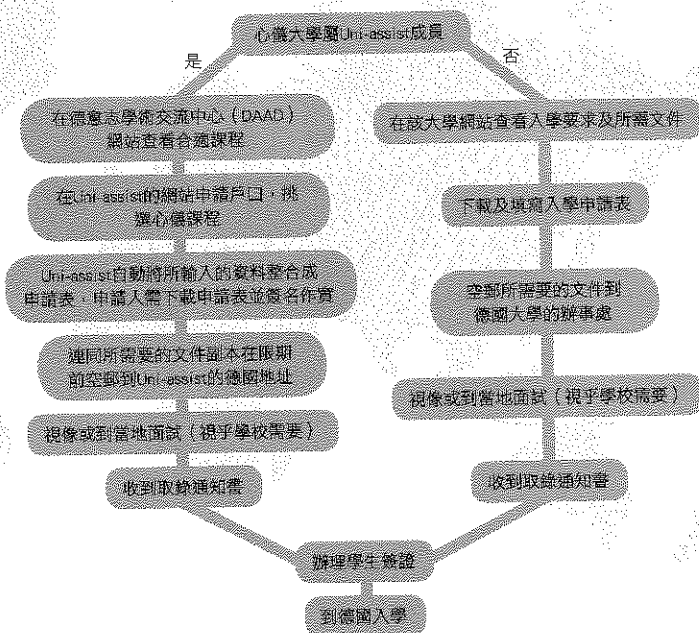 心儀大學屬Uni-assist成員
是
否
在德意志學術交流中心（DAAD）
網站查看合適課程
在Uni-assist的網站申請戶口，挑
選心儀課程
Uni-assist自動將所輸入的資料整合成
申請表，申請人需下載申請表並簽名作實
連同所需要的文件副本在限期
前空郵到Uni-assist的德國地址
視像或到當地面試（視乎學校需要）
收到取錄通知書
在該大學網站查看入學要求及所需文件
下載及填寫入學申請表
空郵所需要的文件到
德國大學的辦事處
視像或到當地面試（視乎學校需要）
收到取錄通知書
辦理學生簽證
到德國入學